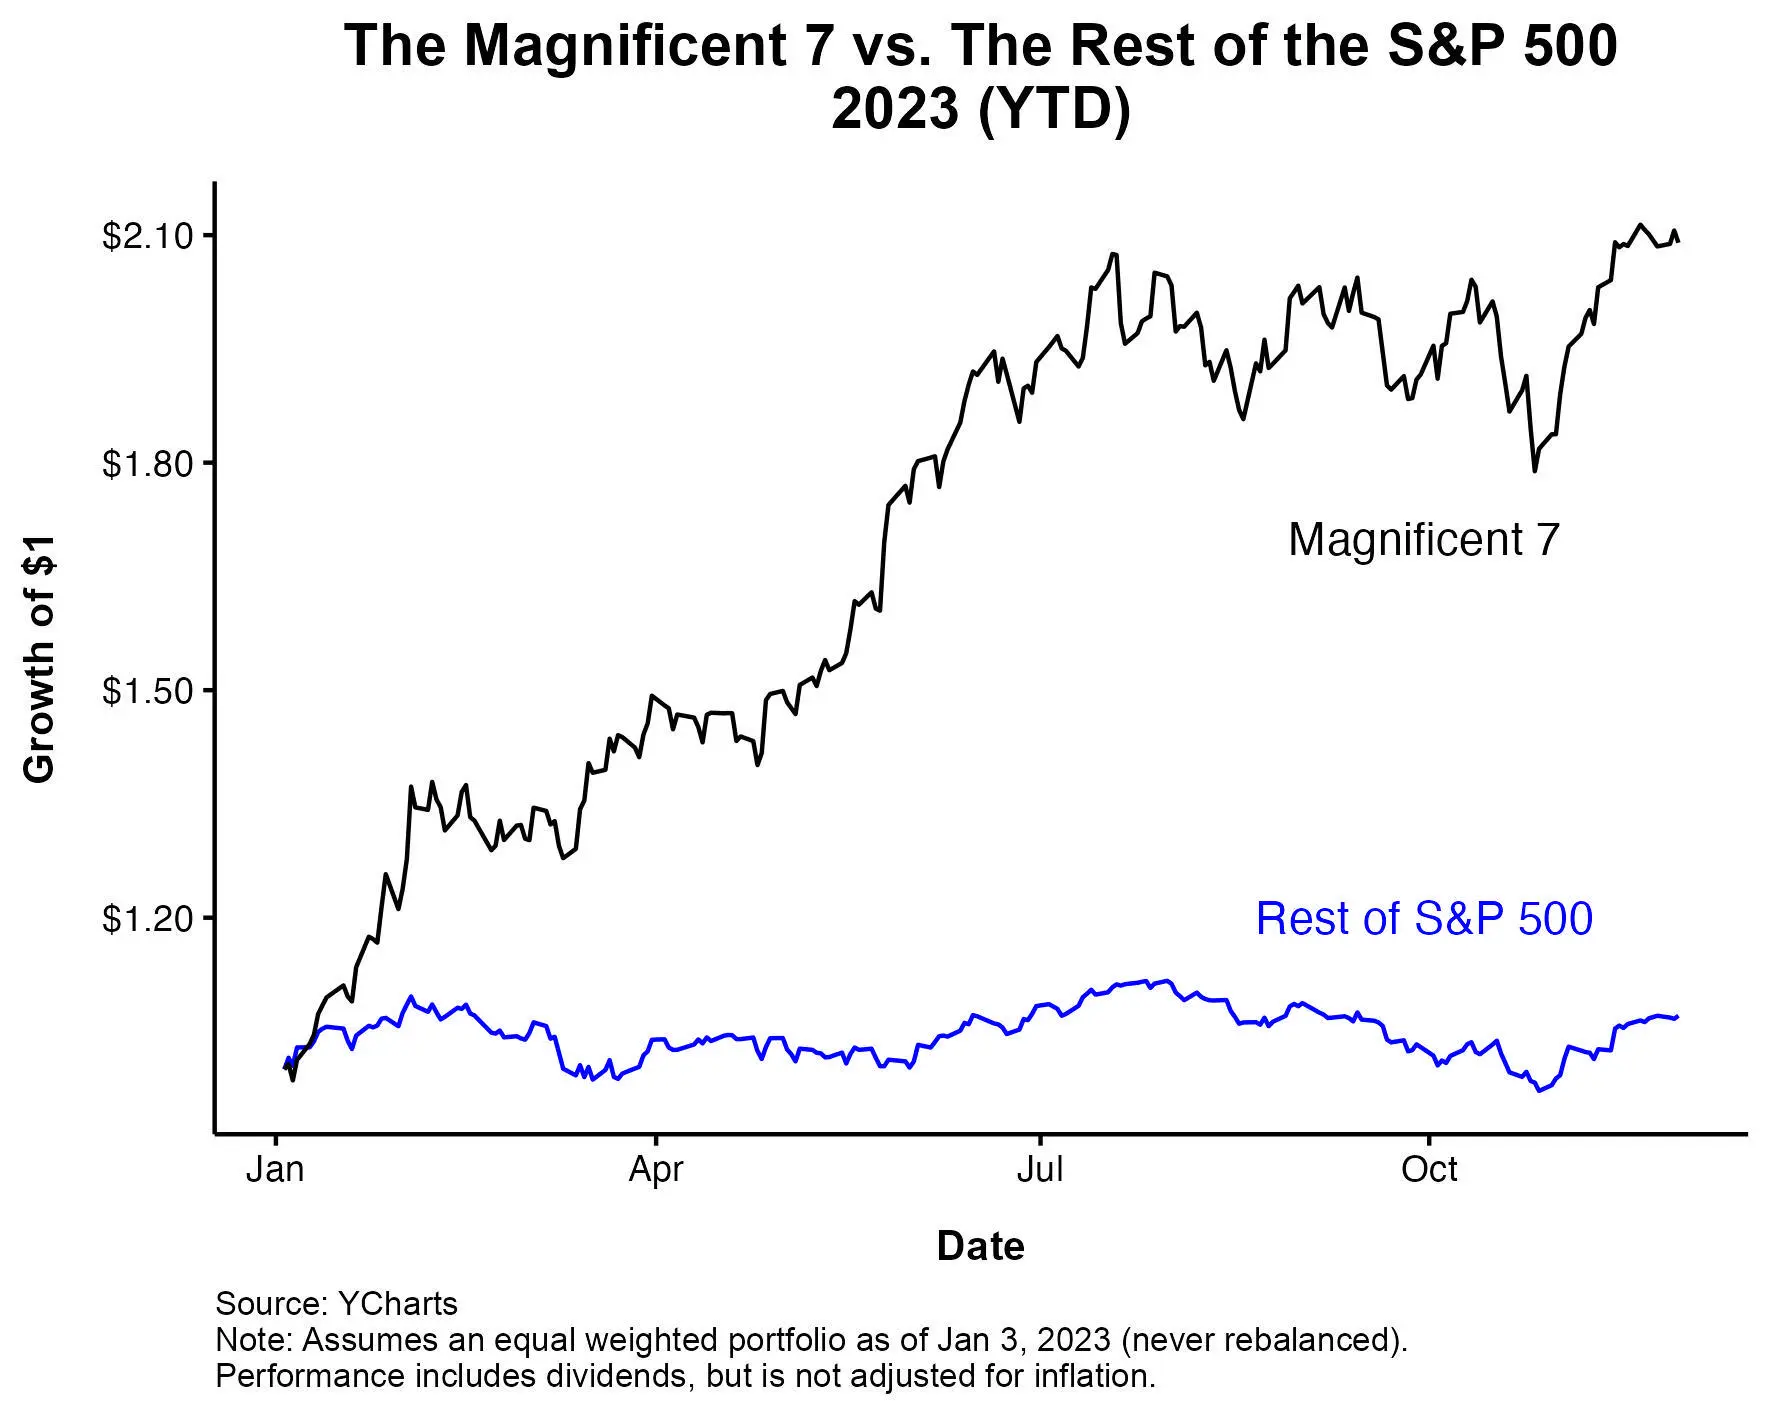 The Magnificent 7 vs. The Rest of the S&P 500
2023 (YTD)
Growth of $1
$2.10
$1.80
$1.50
$1.20
Magnificent 7
Rest of S&P 500
Jan
Apr
Jul
Oct
Date
Source: YCharts
Note: Assumes an equal weighted portfolio as of Jan 3, 2023 (never rebalanced).
Performance includes dividends, but is not adjusted for inflation.